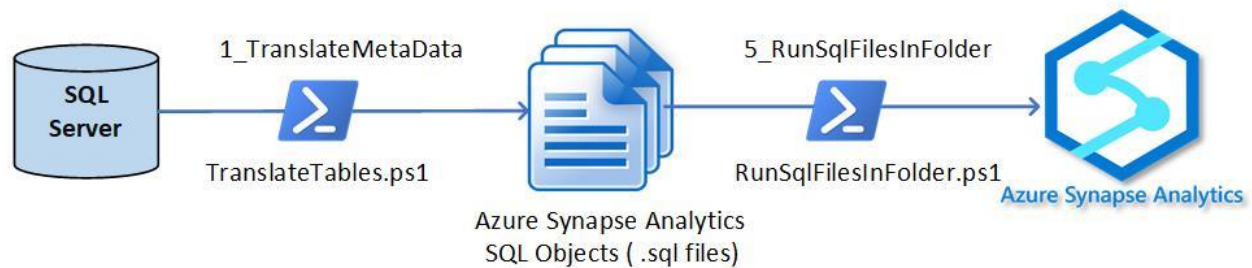 SQL
Server
1_TranslateMetaData
TranslateTables.ps1
Azure Synapse Analytics
SQL Objects ( .sql files)
5_RunSqlFilesInFolder
RunSqlFilesInFolder.ps1
Azure Synapse Analytics